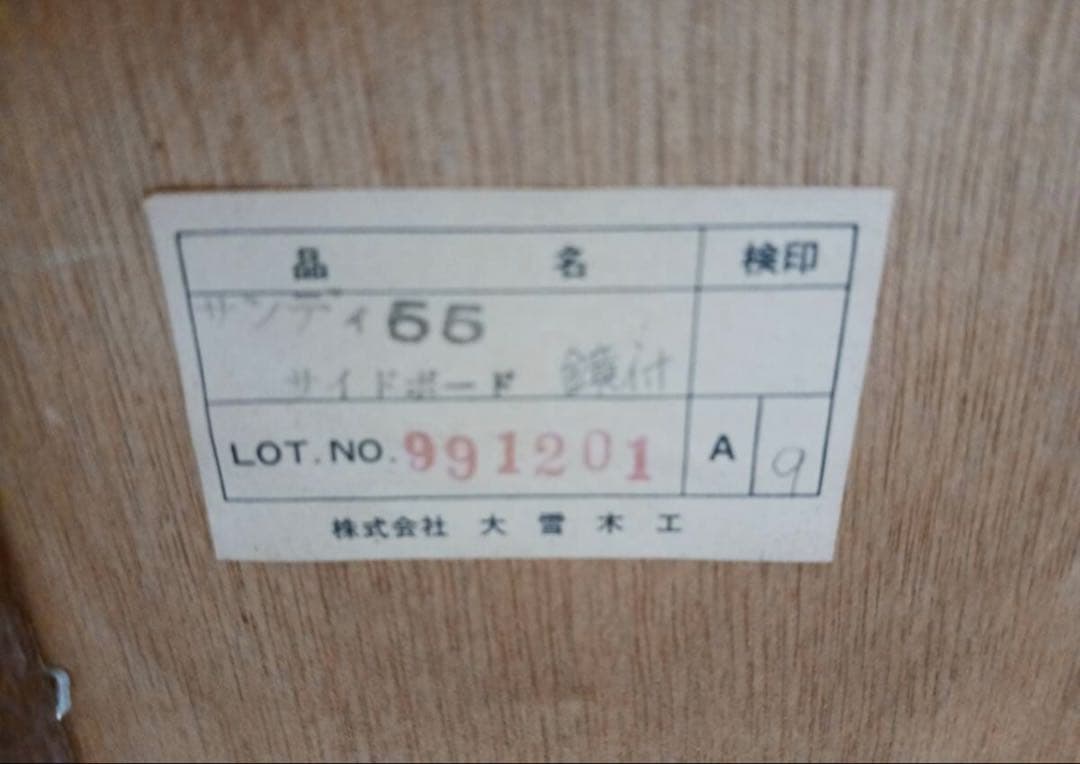 品名 検印
サンディ55
サイドボード 鏡付
LOT.NO.991201 A 9
株式会社 大雪木工